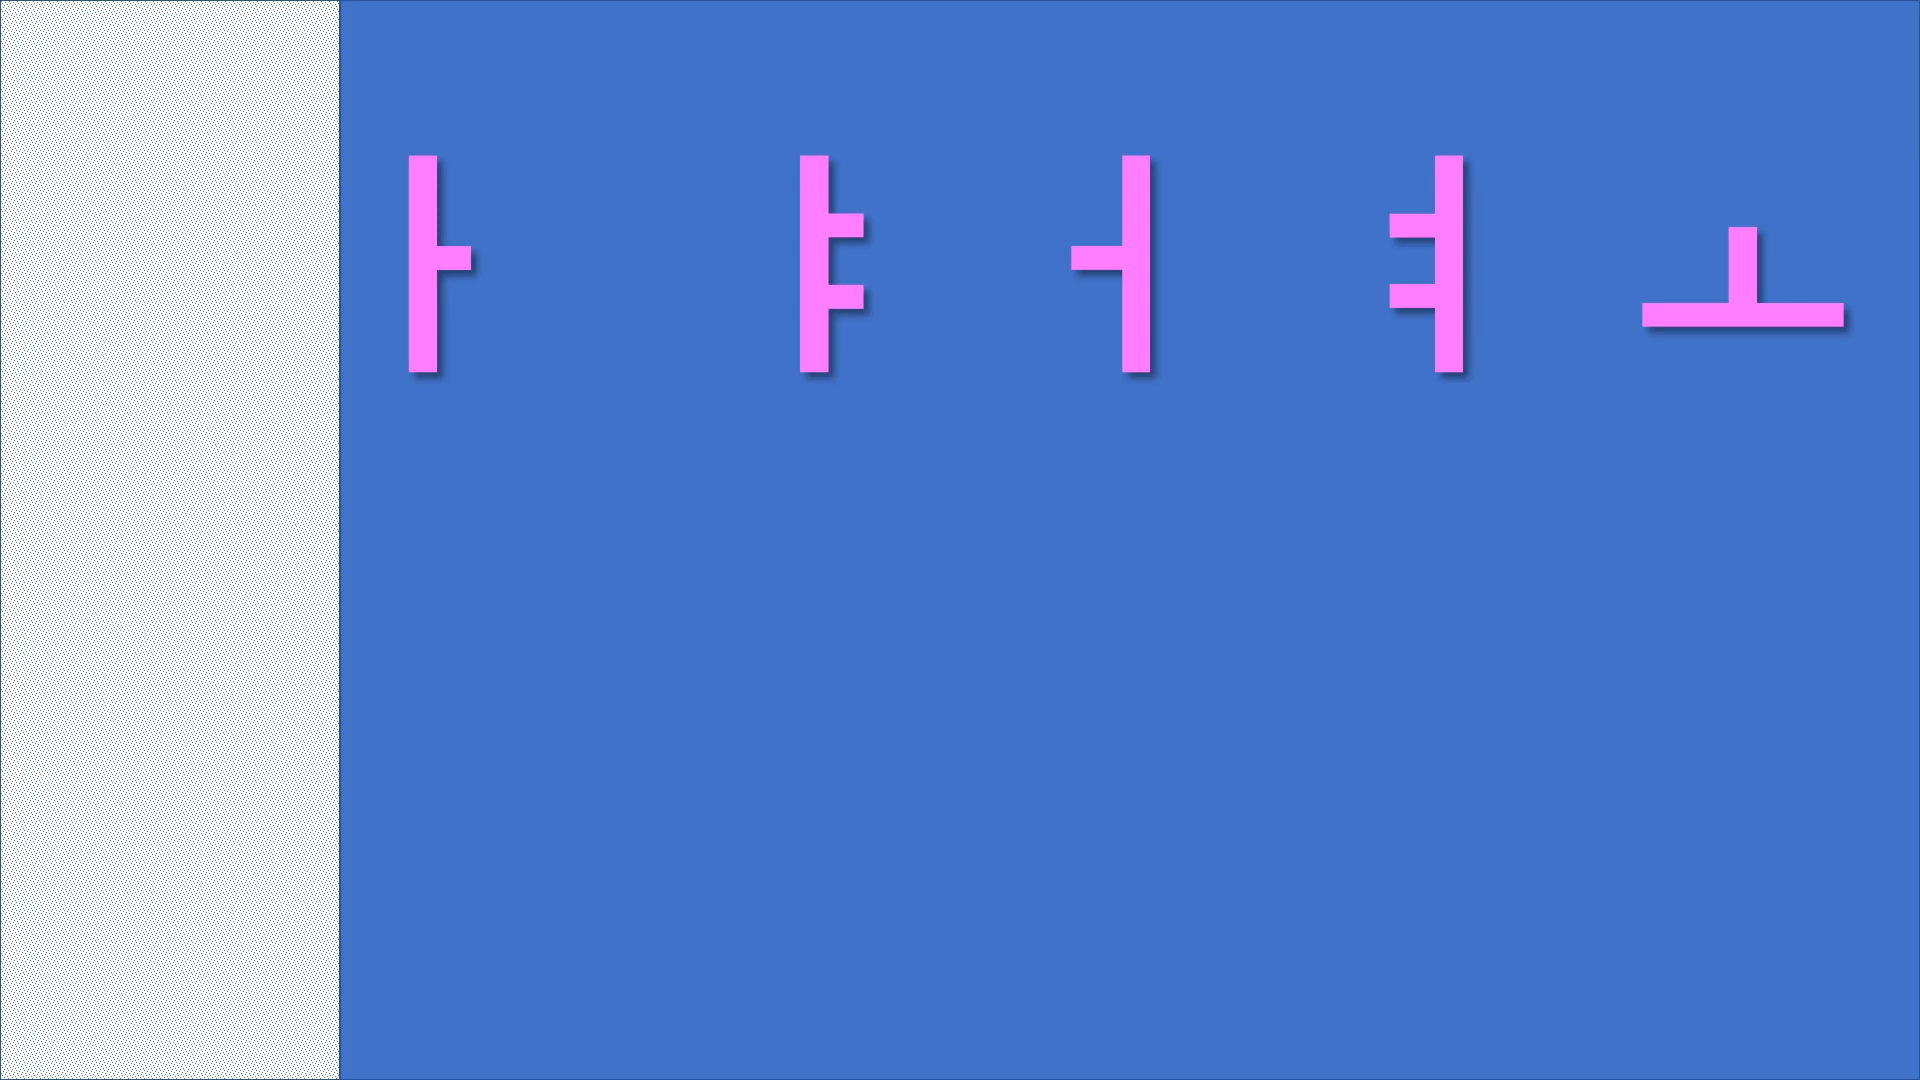 ㅏ ㅑ ㅓ ㅕ ㅗ